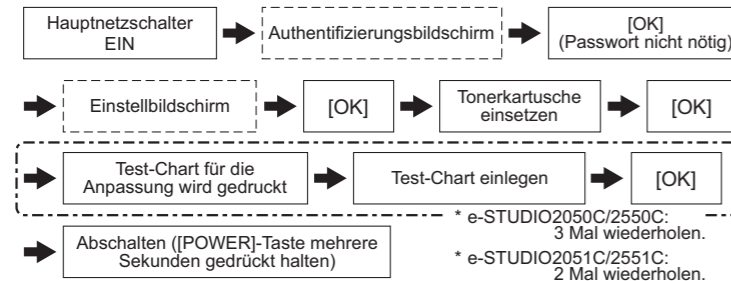 Hauptnetzschalter
EIN
Authentifizierungsbildschirm
[OK]
(Passwort nicht nötig)
Einstellbildschirm
[OK]
Tonerkartusche
einsetzen
[OK]
Test-Chart für die
Anpassung wird gedruckt
Test-Chart einlegen
[OK]
* e-STUDIO2050C/2550C:
3 Mal wiederholen.
Abschalten ([POWER]-Taste mehrere
Sekunden gedrückt halten)
* e-STUDIO2051C/2551C:
2 Mal wiederholen.